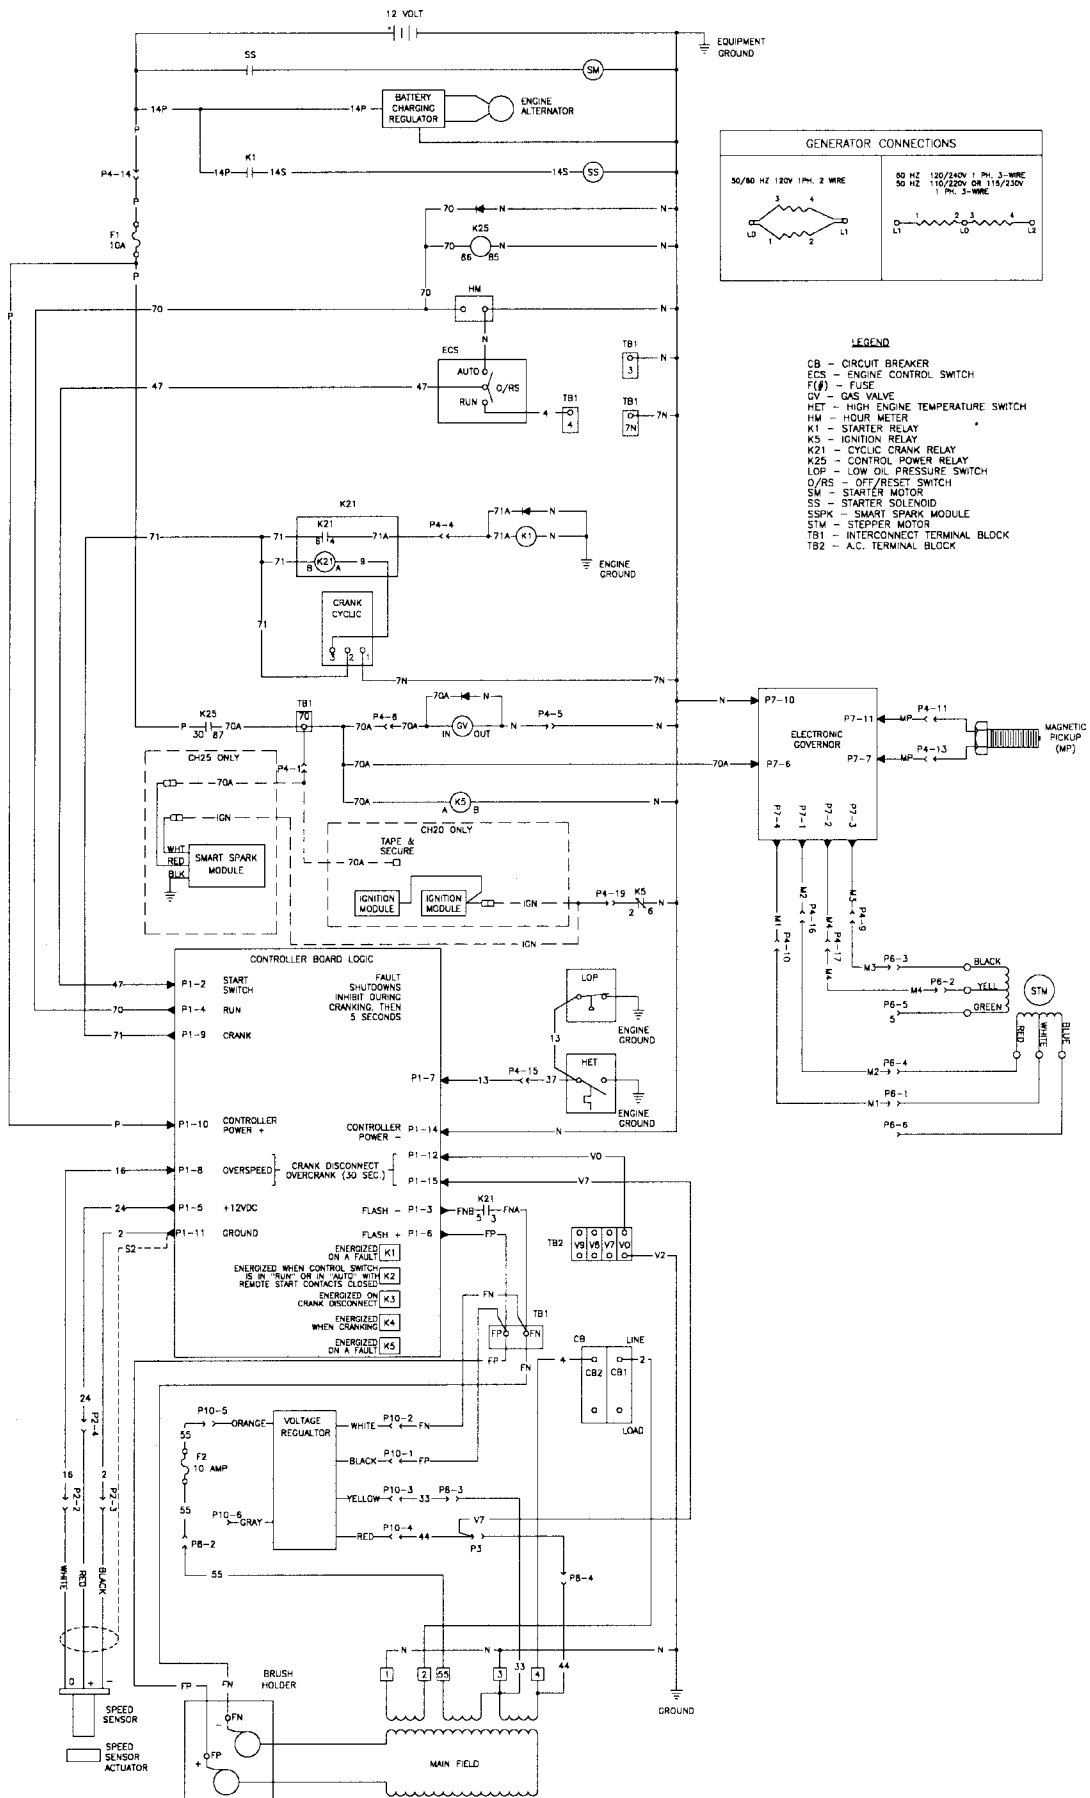 12 VOLT
+
EQUIPMENT
GROUND
SS
SM
14P
14P
BATTERY
CHARGING
REGULATOR
ENGINE
ALTERNATOR
P
P4-14
P
K1
14P
14S
14S
SS
F1
10A
P
70
N
K25
70
N
86
85
70
P
70
HM
N
N
ECS
AUTO
O/RS
RUN
47
47
4
TB1
4
TB1
3
N
TB1
7N
7N
GENERATOR CONNECTIONS
50/60 HZ 120V 1PH. 2 WIRE
3
4
LO
L1
1
2
60 HZ 120/240V 1 PH. 3-WIRE
50 HZ 110/220V OR 115/230V
1 PH. 3-WIRE
1
2
3
4
L1
LO
L2
LEGEND
CB - CIRCUIT BREAKER
ECS - ENGINE CONTROL SWITCH
F(#) - FUSE
GV - GAS VALVE
HET - HIGH ENGINE TEMPERATURE SWITCH
HM - HOUR METER
K1 - STARTER RELAY
K5 - IGNITION RELAY
K21 - CYCLIC CRANK RELAY
K25 - CONTROL POWER RELAY
LOP - LOW OIL PRESSURE SWITCH
O/RS - OFF/RESET SWITCH
SM - STARTER MOTOR
SS - STARTER SOLENOID
SSPK - SMART SPARK MODULE
STM - STEPPER MOTOR
TB1 - INTERCONNECT TERMINAL BLOCK
TB2 - A.C. TERMINAL BLOCK
K21
71
71
K21
6
4
71A
P4-4
71A
N
71A
K1
N
71
B
K21
A
9
ENGINE
GROUND
71
CRANK
CYCLIC
3
2
1
7N
7N
P
K25
30
87
70A
TB1
70
70A
P4-6
70A
70A
N
GV
IN
OUT
N
P4-5
N
P4-1
70A
70A
70A
A
K5
B
N
N
P7-10
P7-11
MP
P4-11
ELECTRONIC
GOVERNOR
P7-6
P7-7
MP
P4-13
MAGNETIC
PICKUP
(MP)
P7-4
P7-1
P7-2
P7-3
CH25 ONLY
70A
IGN
WHT
RED
BLK
SMART SPARK
MODULE
CH20 ONLY
TAPE &
SECURE
70A
IGNITION
MODULE
IGNITION
MODULE
IGN
IGN
P4-19
K5
2
6
M1
P4-10
M2
P4-16
M4
P4-17
M4
M3
P4-9
M3
P6-3
BLACK
M4
P6-2
YELL
P6-5
5
GREEN
STM
RED
WHITE
BLUE
P6-4
M2
P6-1
M1
P6-6
CONTROLLER BOARD LOGIC
47
P1-2
START
SWITCH
FAULT
SHUTDOWNS
INHIBIT DURING
CRANKING, THEN
5 SECONDS
70
P1-4
RUN
71
P1-9
CRANK
LOP
ENGINE
GROUND
13
HET
ENGINE
GROUND
P1-7
13
P4-15
37
P
P1-10
CONTROLLER
POWER +
CONTROLLER
POWER -
P1-14
N
16
P1-8
OVERSPEED
CRANK DISCONNECT
OVERCRANK (30 SEC.)
P1-12
V0
P1-15
V7
24
P1-5
+12VDC
FLASH -
P1-3
FNB
K21
5
3
FNA
2
P1-11
GROUND
FLASH +
P1-6
FP
S2
ENERGIZED
ON A FAULT
K1
ENERGIZED WHEN CONTROL SWITCH
IS IN "RUN" OR IN "AUTO" WITH
REMOTE START CONTACTS CLOSED
K2
ENERGIZED ON
CRANK DISCONNECT
K3
ENERGIZED
WHEN CRANKING
K4
ENERGIZED
ON A FAULT
K5
TB2
V9
V8
V7
V0
V2
FN
TB1
FP
FN
FP
FN
CB
LINE
4
CB2
CB1
2
LOAD
P10-5
ORANGE
VOLTAGE
REGUALTOR
WHITE
P10-2
FN
55
F2
10 AMP
BLACK
P10-1
FP
55
YELLOW
P10-3
33
P8-3
P10-6
GRAY
RED
P10-4
44
V7
P3
P8-2
55
P8-4
24
P2-4
16
P2-2
2
P2-3
WHITE
RED
BLACK
0
+
-
SPEED
SENSOR
SPEED
SENSOR
ACTUATOR
FP
FN
BRUSH
HOLDER
FN
-
FP
+
N
N
N
1
2
55
3
33
4
44
GROUND
MAIN FIELD